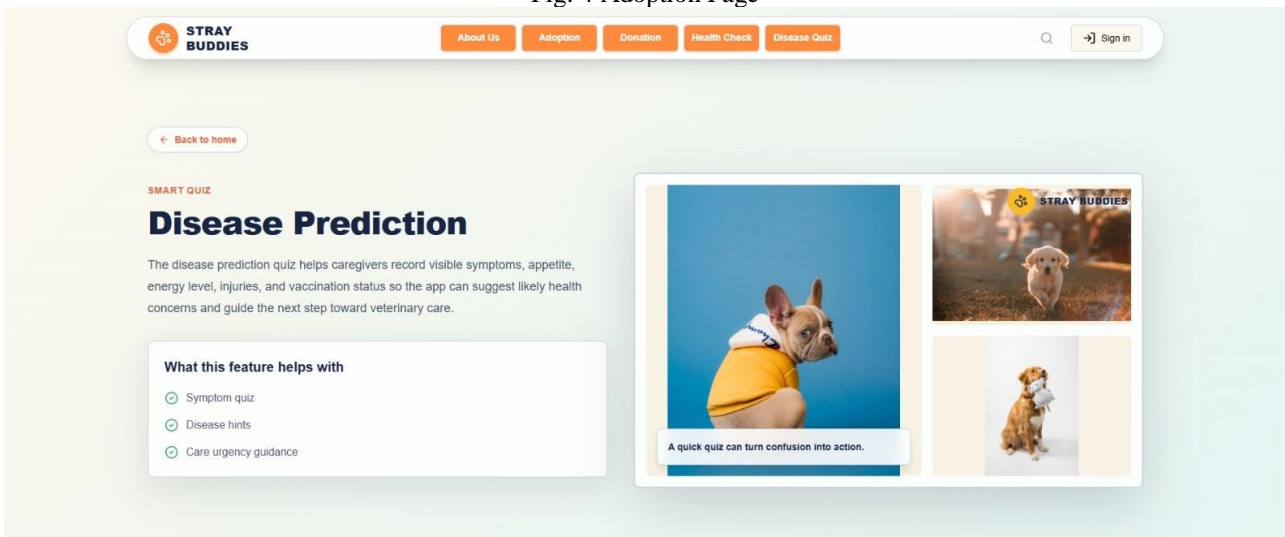 Fig. 4 Adoption Page
STRAY
BUDDIES
About Us
Adoption
Donation
Health Check
Disease Quiz
Sign in
Back to home
SMART QUIZ
Disease Prediction
The disease prediction quiz helps caregivers record visible symptoms, appetite,
energy level, injuries, and vaccination status so the app can suggest likely health
concerns and guide the next step toward veterinary care.
What this feature helps with
Symptom quiz
Disease hints
Care urgency guidance
STRAY BUDDIES
A quick quiz can turn confusion into action.